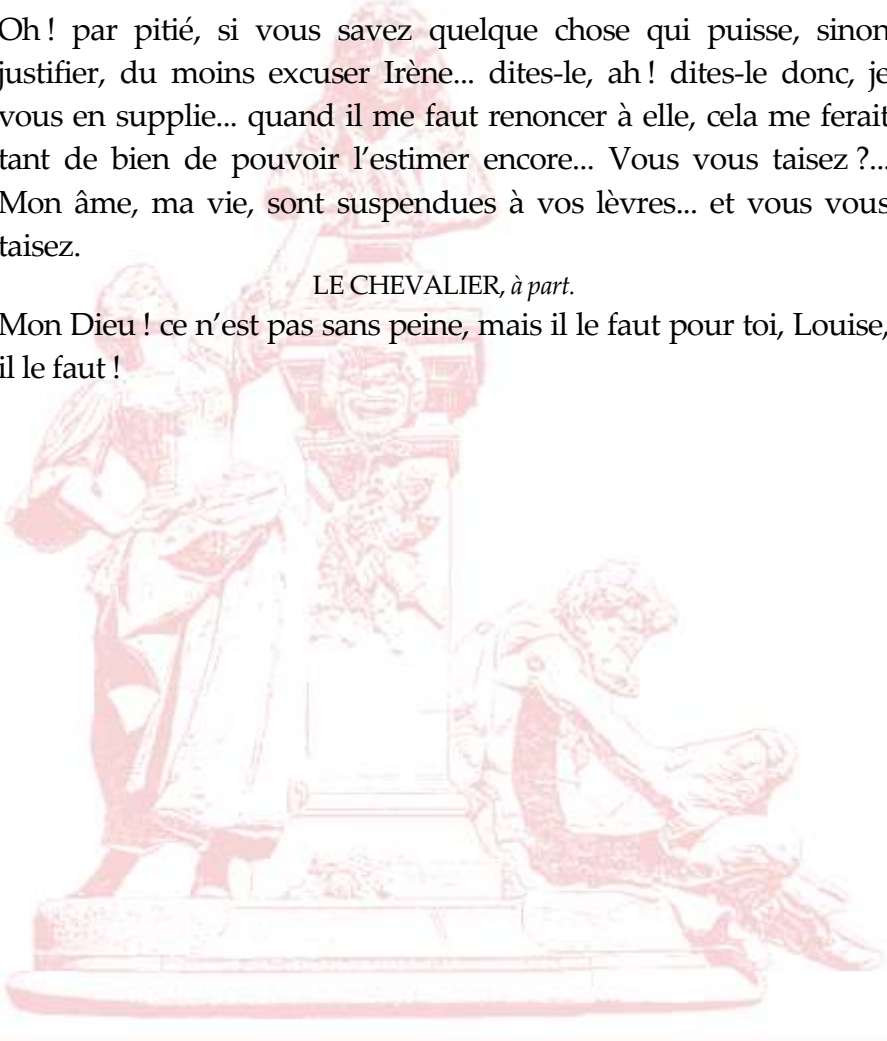 Oh ! par pitié, si vous savez quelque chose qui puisse, sinon
justifier, du moins excuser Irène... dites-le, ah ! dites-le donc, je
vous en supplie... quand il me faut renoncer à elle, cela me ferait
tant de bien de pouvoir l’estimer encore... Vous vous taisez ?...
Mon âme, ma vie, sont suspendues à vos lèvres... et vous vous
taisez.
LE CHEVALIER, à part.
Mon Dieu ! ce n’est pas sans peine, mais il le faut pour toi, Louise,
il le faut !